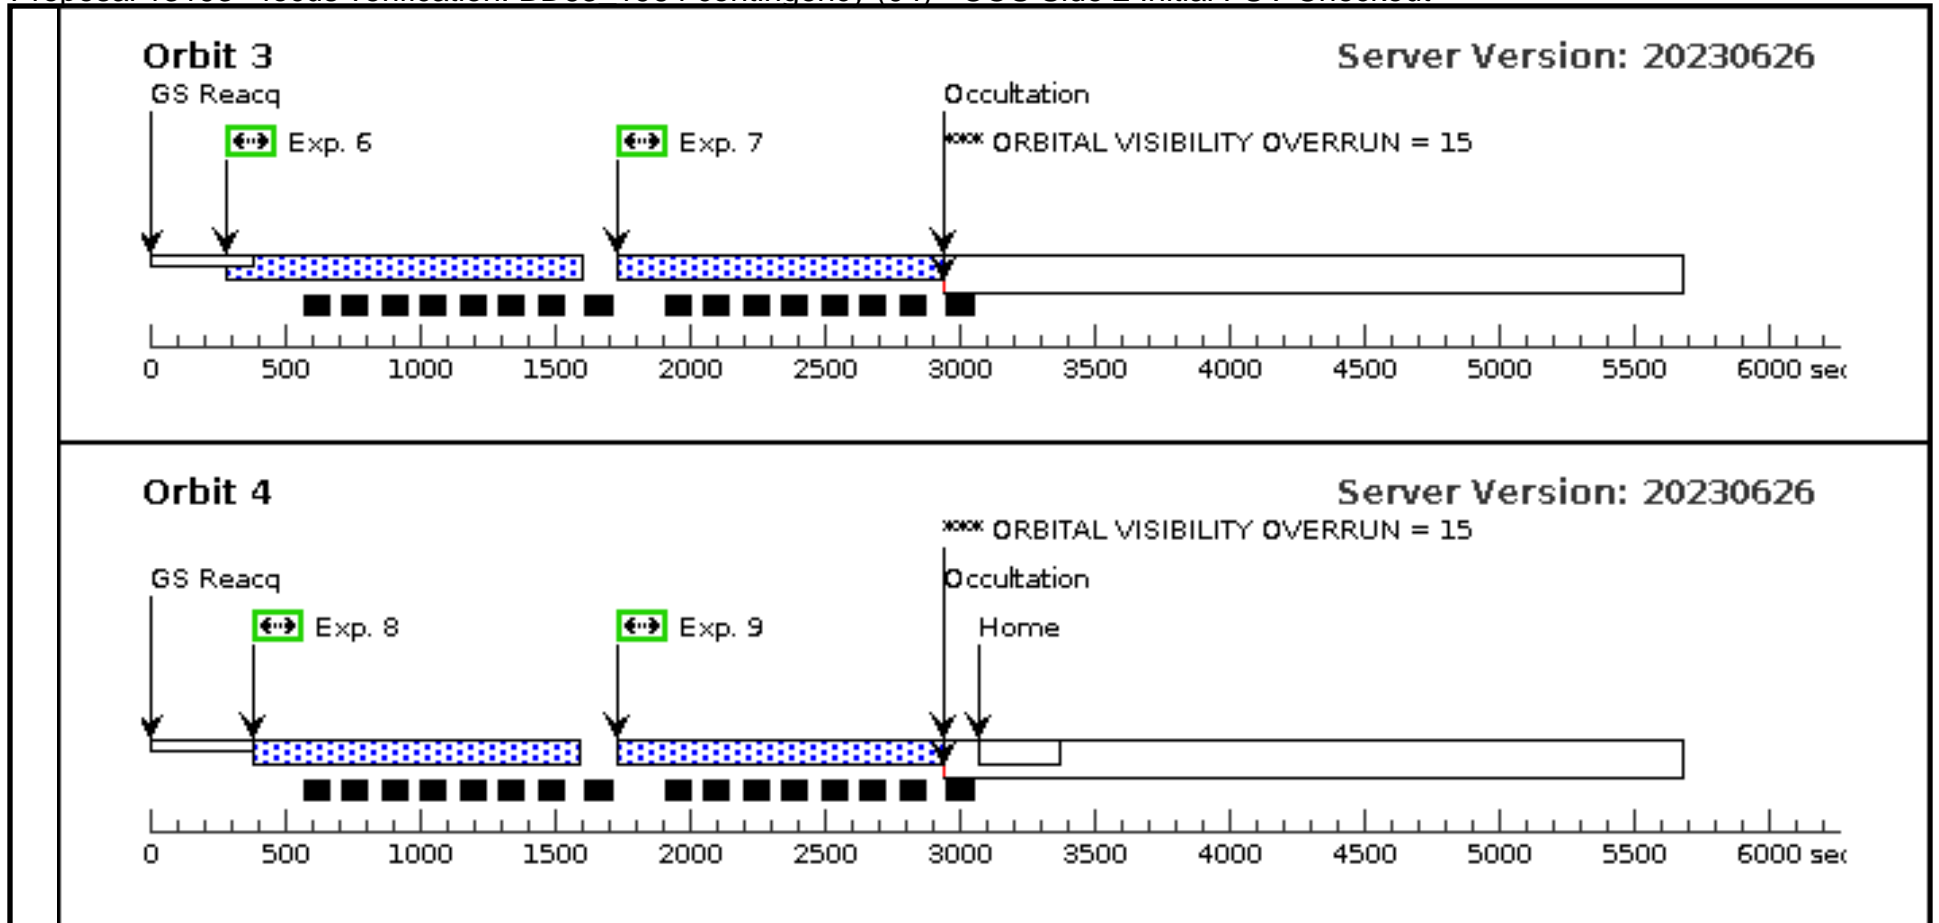 Orbit 3
Server Version: 20230626
GS Reacq
Occultation
Exp. 6
Exp. 7
**** ORBITAL VISIBILITY OVERRUN = 15
0 500 1000 1500 2000 2500 3000 3500 4000 4500 5000 5500 6000
Orbit 4
Server Version: 20230626
**** ORBITAL VISIBILITY OVERRUN = 15
GS Reacq
Occultation
Exp. 8
Exp. 9
Home
0 500 1000 1500 2000 2500 3000 3500 4000 4500 5000 5500 6000